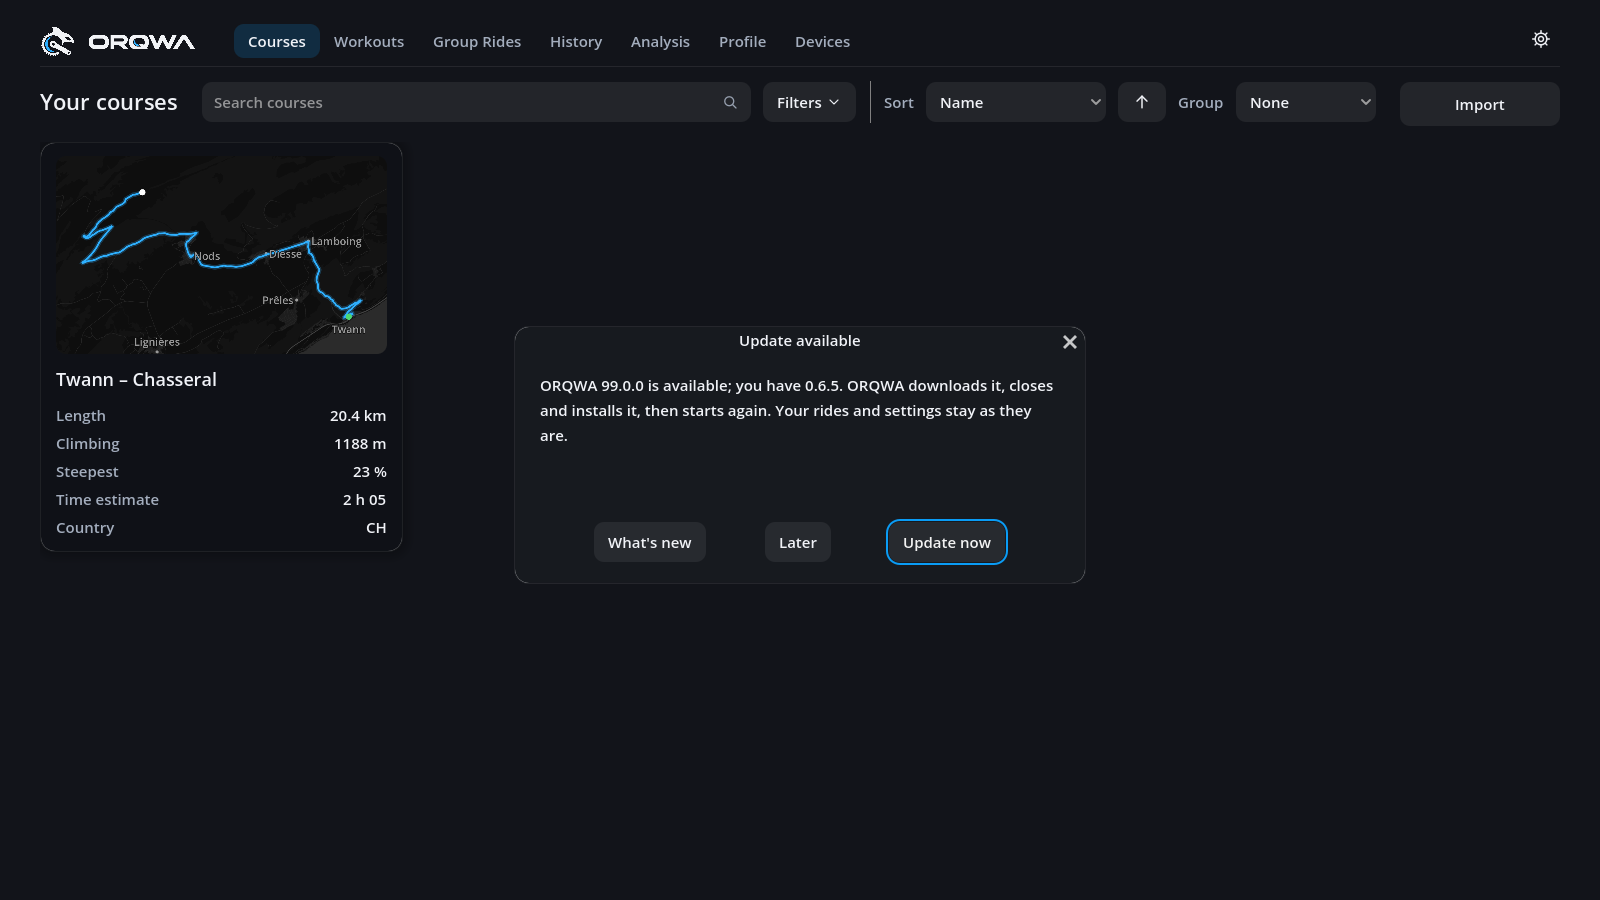 ORQWA
Courses
Workouts
Group Rides
History
Analysis
Profile
Devices
Your courses
Search courses
Filters
Sort
Name
Group
None
Import
Lamboing
Nods
Diesse
Prêles
Twann
Lignières
Twann – Chasseral
Length 20.4 km
Climbing 1188 m
Steepest 23 %
Time estimate 2 h 05
Country CH
Update available
ORQWA 99.0.0 is available; you have 0.6.5. ORQWA downloads it, closes
and installs it, then starts again. Your rides and settings stay as they
are.
What's new
Later
Update now